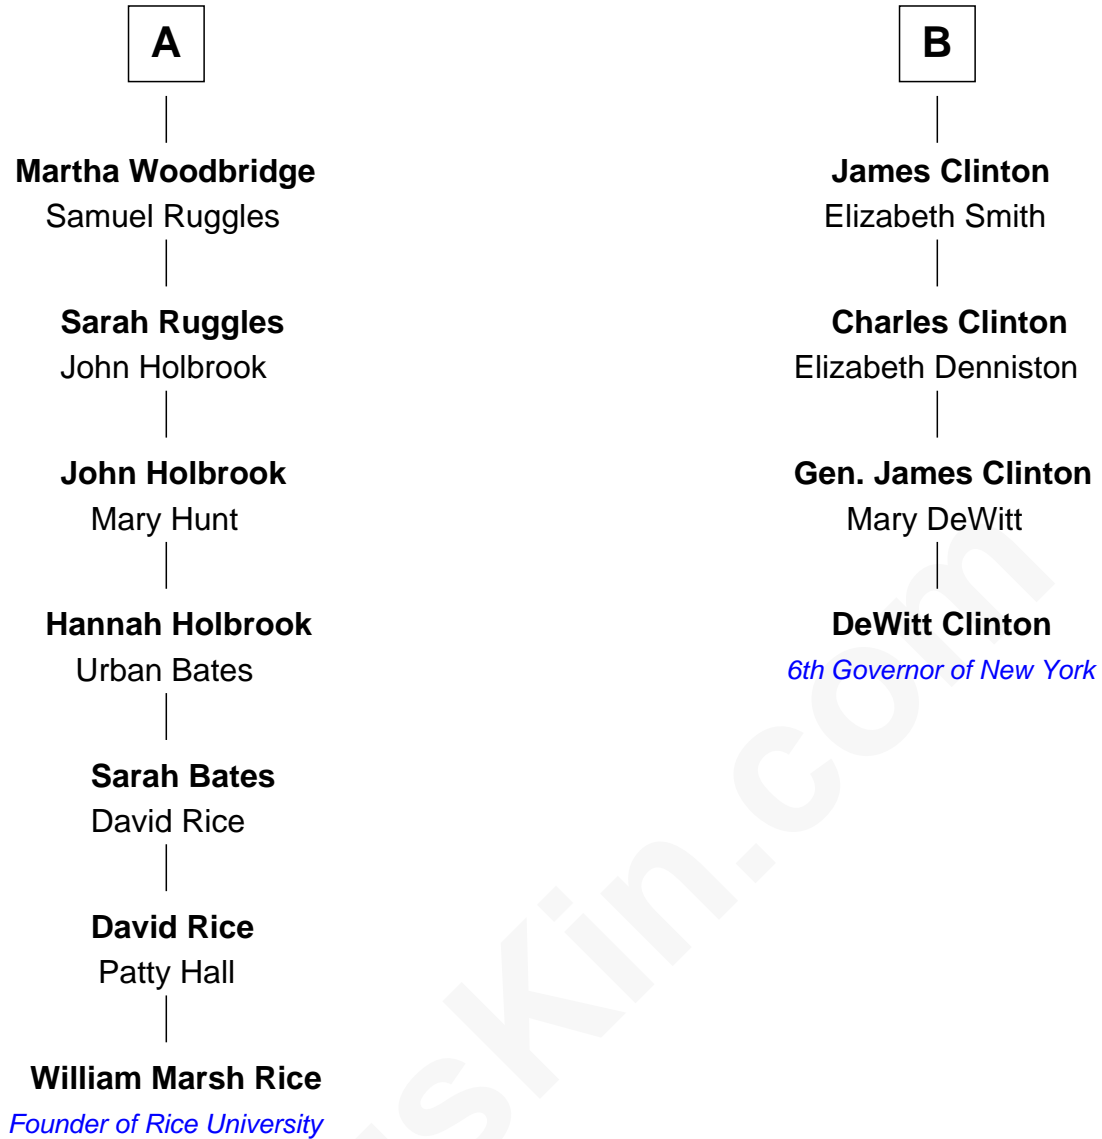 A
Martha Woodbridge
Samuel Ruggles
Sarah Ruggles
John Holbrook
John Holbrook
Mary Hunt
Hannah Holbrook
Urban Bates
Sarah Bates
David Rice
David Rice
Patty Hall
William Marsh Rice
Founder of Rice University
B
James Clinton
Elizabeth Smith
Charles Clinton
Elizabeth Denniston
Gen. James Clinton
Mary DeWitt
DeWitt Clinton
6th Governor of New York